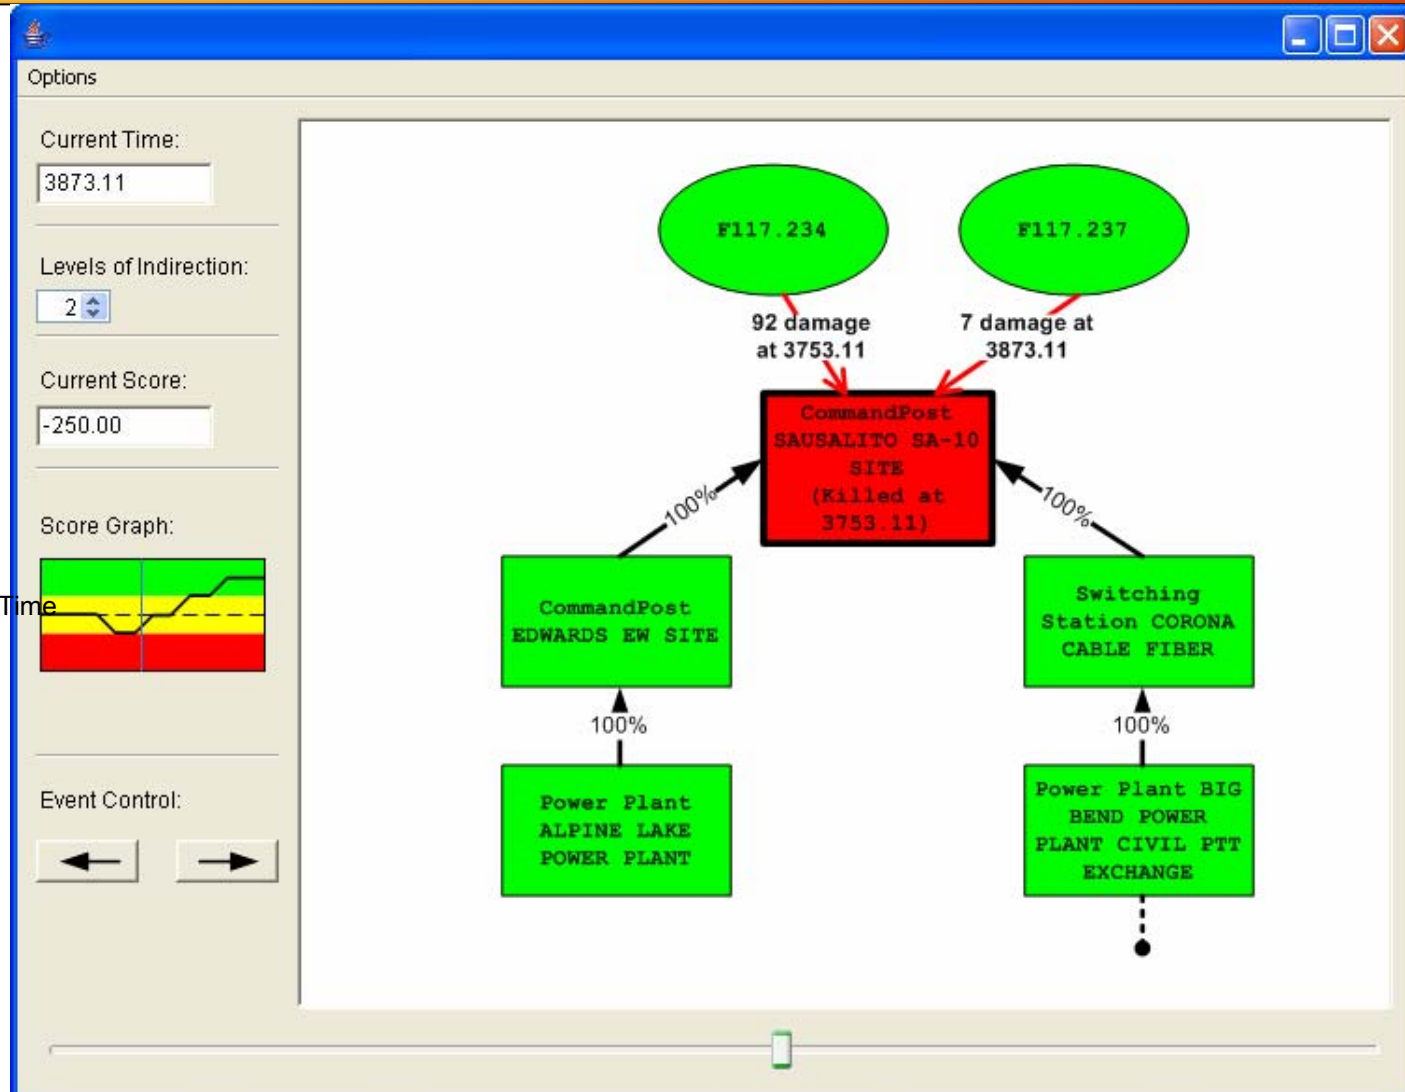 Options
Current Time:
3873.11
Levels of Indirection:
2
Current Score:
-250.00
Score Graph:
Time
Event Control:
F117.234
F117.237
92 damage
at 3753.11
7 damage at
3873.11
CommandPost
SAUSALITO SA-10
SITE
(Killed at
3753.11)
100%
100%
CommandPost
EDWARDS EW SITE
Switching
Station CORONA
CABLE FIBER
100%
100%
Power Plant
ALPINE LAKE
POWER PLANT
Power Plant BIG
BEND POWER
PLANT CIVIL PTT
EXCHANGE